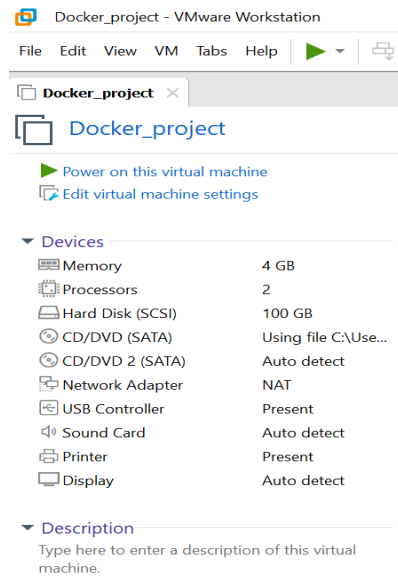 Docker_project - VMware Workstation
File Edit View VM Tabs Help
Docker_project
Docker_project
Power on this virtual machine
Edit virtual machine settings
Devices
Memory 4 GB
Processors 2
Hard Disk (SCSI) 100 GB
CD/DVD (SATA) Using file C:\Use...
CD/DVD 2 (SATA) Auto detect
Network Adapter NAT
USB Controller Present
Sound Card Auto detect
Printer Present
Display Auto detect
Description
Type here to enter a description of this virtual
machine.